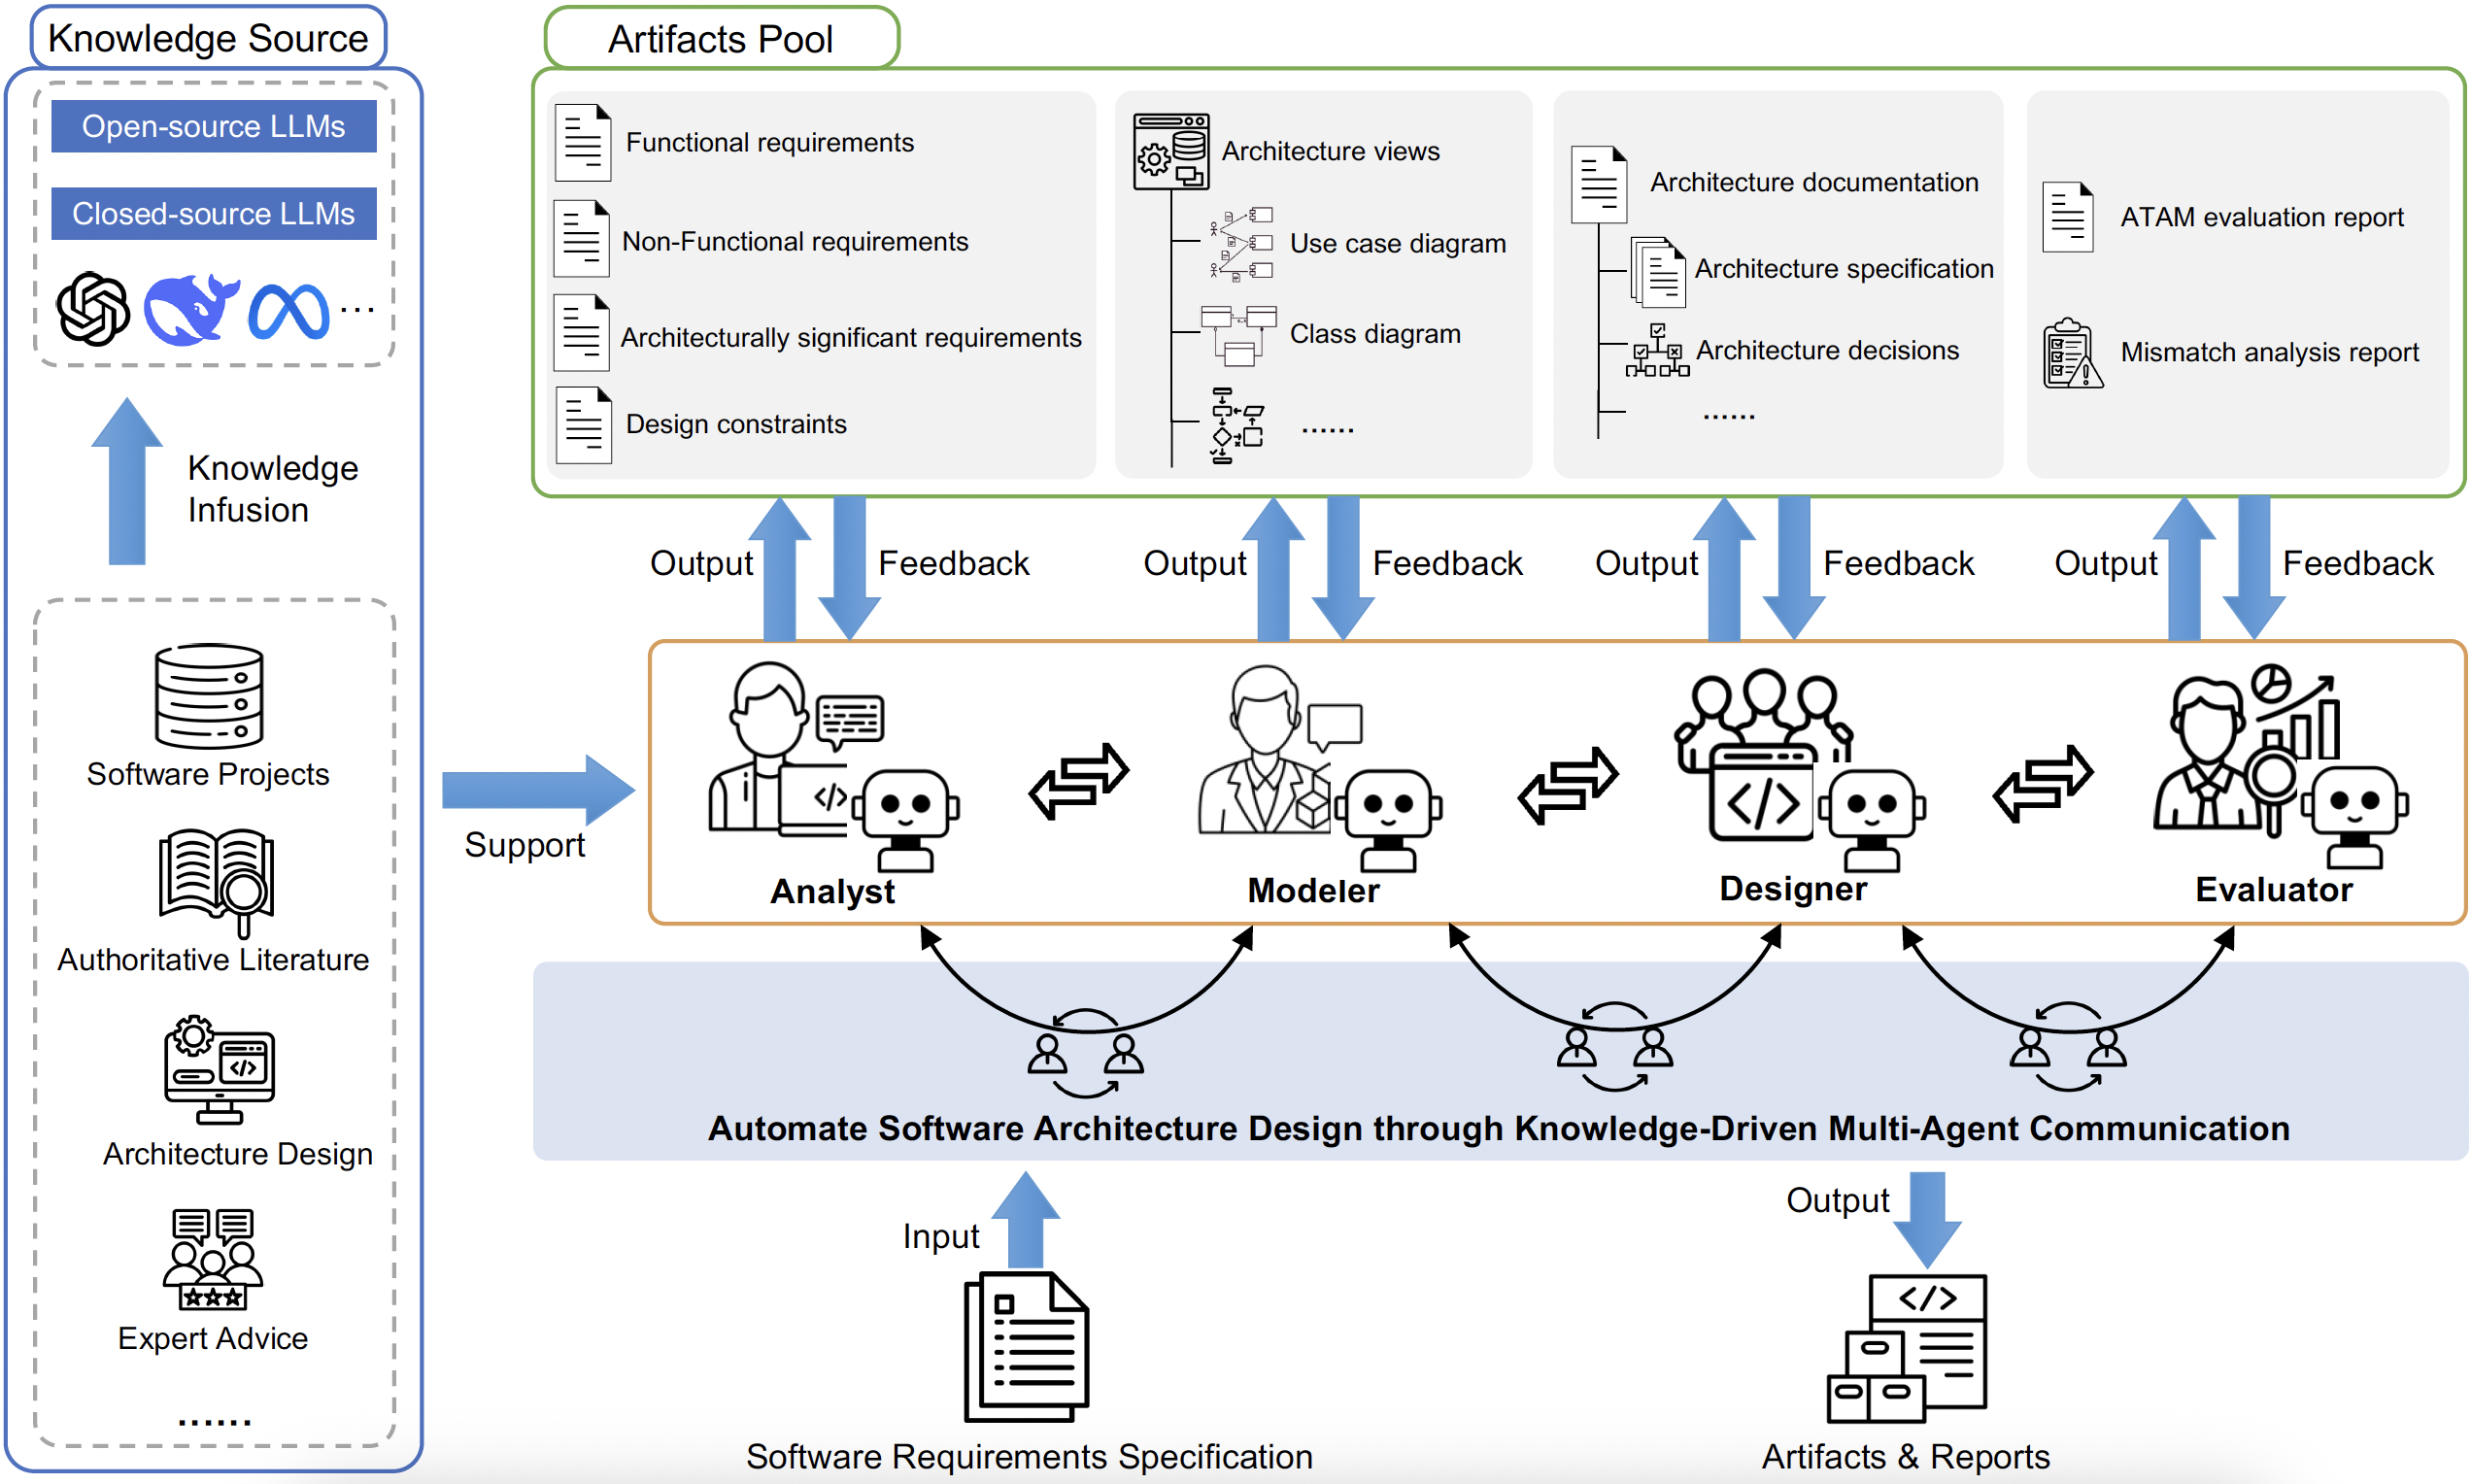 Knowledge Source
Open-source LLMs
Closed-source LLMs
...
Knowledge
Infusion
Software Projects
Authoritative Literature
Architecture Design
Expert Advice
......
Support
Artifacts Pool
Functional requirements
Non-Functional requirements
Architecturally significant requirements
Design constraints
Architecture views
Use case diagram
Class diagram
......
Architecture documentation
Architecture specification
Architecture decisions
......
ATAM evaluation report
Mismatch analysis report
Output
Feedback
Output
Feedback
Output
Feedback
Output
Feedback
</>
</>
Analyst
Modeler
Designer
Evaluator
Automate Software Architecture Design through Knowledge-Driven Multi-Agent Communication
Input
Output
</>
Software Requirements Specification
Artifacts & Reports